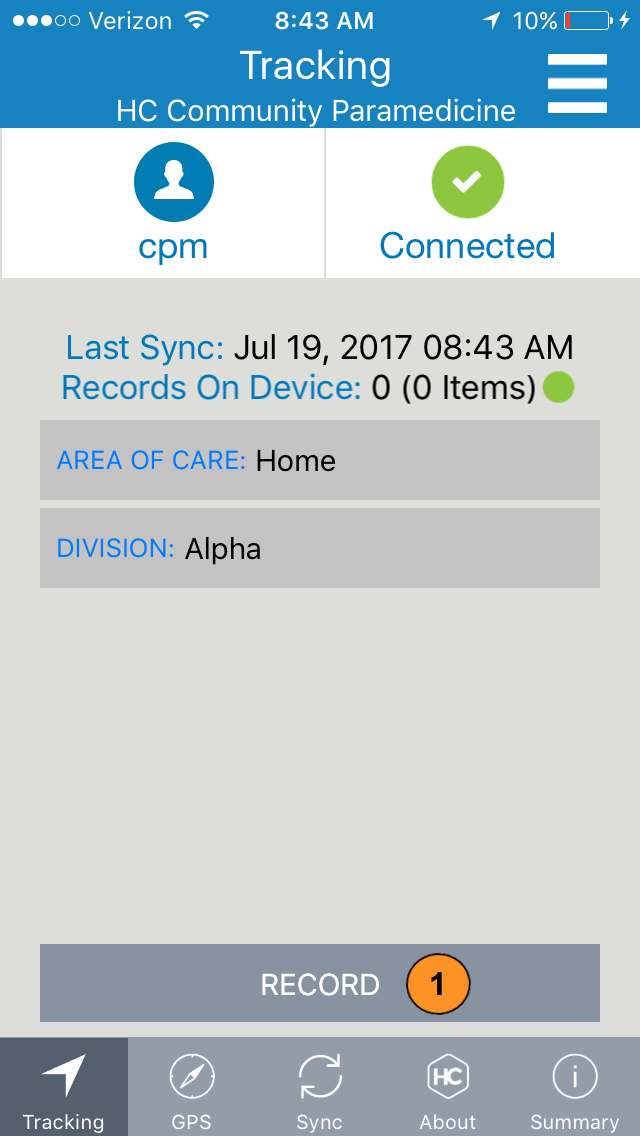 Verizon 8:43 AM 10%
Tracking
HC Community Paramedicine
cpm Connected
Last Sync: Jul 19, 2017 08:43 AM
Records On Device: 0 (0 Items)
AREA OF CARE: Home
DIVISION: Alpha
RECORD 1
HC i
Tracking GPS Sync About Summary